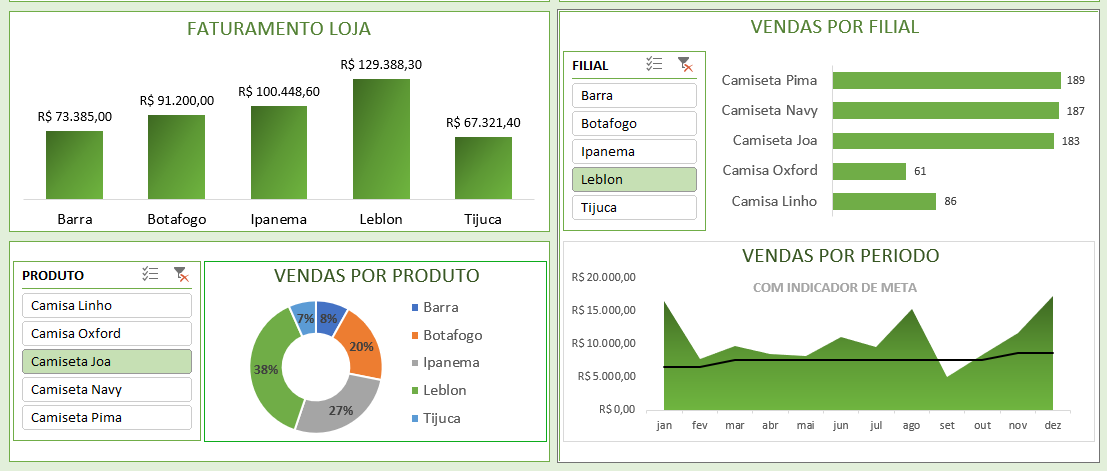 FATURAMENTO LOJA
R$ 73.385,00
R$ 91.200,00
R$ 100.448,60
R$ 129.388,30
R$ 67.321,40
Barra
Botafogo
Ipanema
Leblon
Tijuca
VENDAS POR FILIAL
FILIAL
Barra
Botafogo
Ipanema
Leblon
Tijuca
Camiseta Pima 189
Camiseta Navy 187
Camiseta Joa 183
Camisa Oxford 61
Camisa Linho 86
PRODUTO
Camisa Linho
Camisa Oxford
Camiseta Joa
Camiseta Navy
Camiseta Pima
VENDAS POR PRODUTO
7%
8%
20%
38%
27%
Barra
Botafogo
Ipanema
Leblon
Tijuca
VENDAS POR PERIODO
COM INDICADOR DE META
R$ 20.000,00
R$ 15.000,00
R$ 10.000,00
R$ 5.000,00
R$ 0,00
jan fev mar abr mai jun jul ago set out nov dez